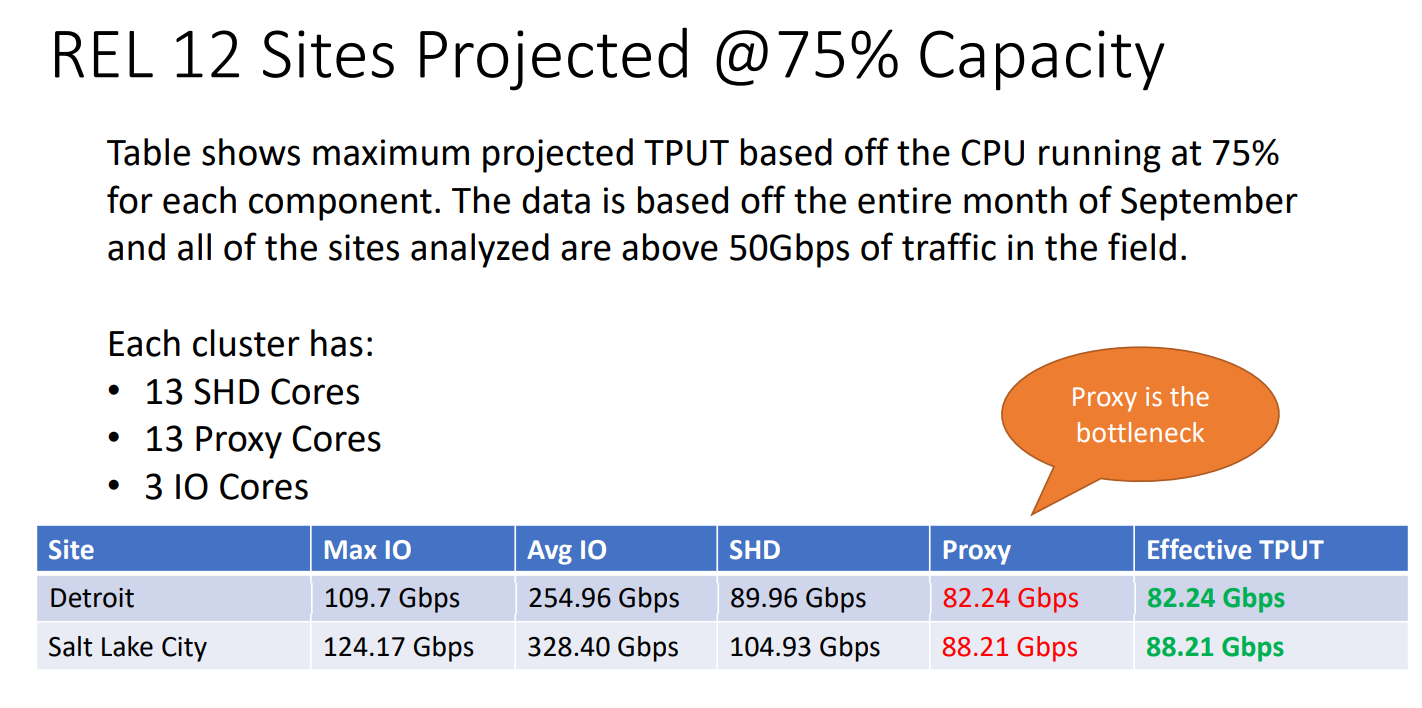 REL 12 Sites Projected @75% Capacity
Table shows maximum projected TPUT based off the CPU running at 75%
for each component. The data is based off the entire month of September
and all of the sites analyzed are above 50Gbps of traffic in the field.
Each cluster has:
• 13 SHD Cores
• 13 Proxy Cores
• 3 IO Cores
Proxy is the
bottleneck
Site Max IO Avg IO SHD Proxy Effective TPUT
Detroit 109.7 Gbps 254.96 Gbps 89.96 Gbps 82.24 Gbps 82.24 Gbps
Salt Lake City 124.17 Gbps 328.40 Gbps 104.93 Gbps 88.21 Gbps 88.21 Gbps